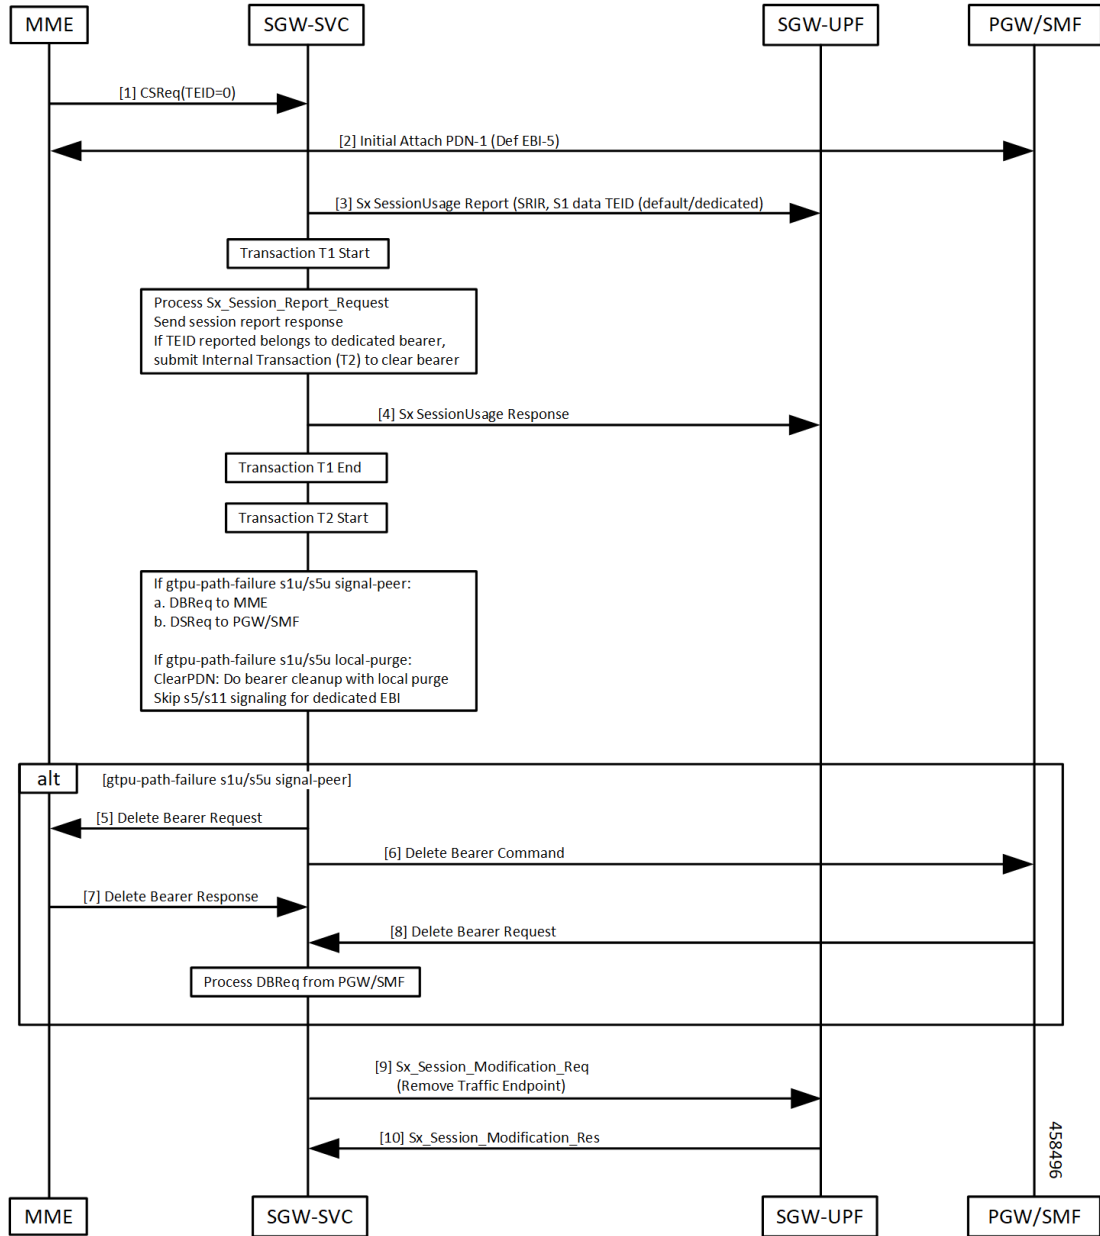 MME
SGW-SVC
SGW-UPF
PGW/SMF
[1] CSReq(TEID=0)
[2] Initial Attach PDN-1 (Def EBI-5)
[3] Sx SessionUsage Report (SRIR, S1 data TEID (default/dedicated)
Transaction T1 Start
Process Sx_Session_Report_Request
Send session report response
If TEID reported belongs to dedicated bearer,
submit Internal Transaction (T2) to clear bearer
[4] Sx SessionUsage Response
Transaction T1 End
Transaction T2 Start
If gtpu-path-failure s1u/s5u signal-peer:
a. DBReq to MME
b. DSReq to PGW/SMF
If gtpu-path-failure s1u/s5u local-purge:
ClearPDN: Do bearer cleanup with local purge
Skip s5/s11 signaling for dedicated EBI
alt
[gtpu-path-failure s1u/s5u signal-peer]
[5] Delete Bearer Request
[6] Delete Bearer Command
[7] Delete Bearer Response
[8] Delete Bearer Request
Process DBReq from PGW/SMF
[9] Sx_Session_Modification_Req
(Remove Traffic Endpoint)
[10] Sx_Session_Modification_Res
458496
MME
SGW-SVC
SGW-UPF
PGW/SMF